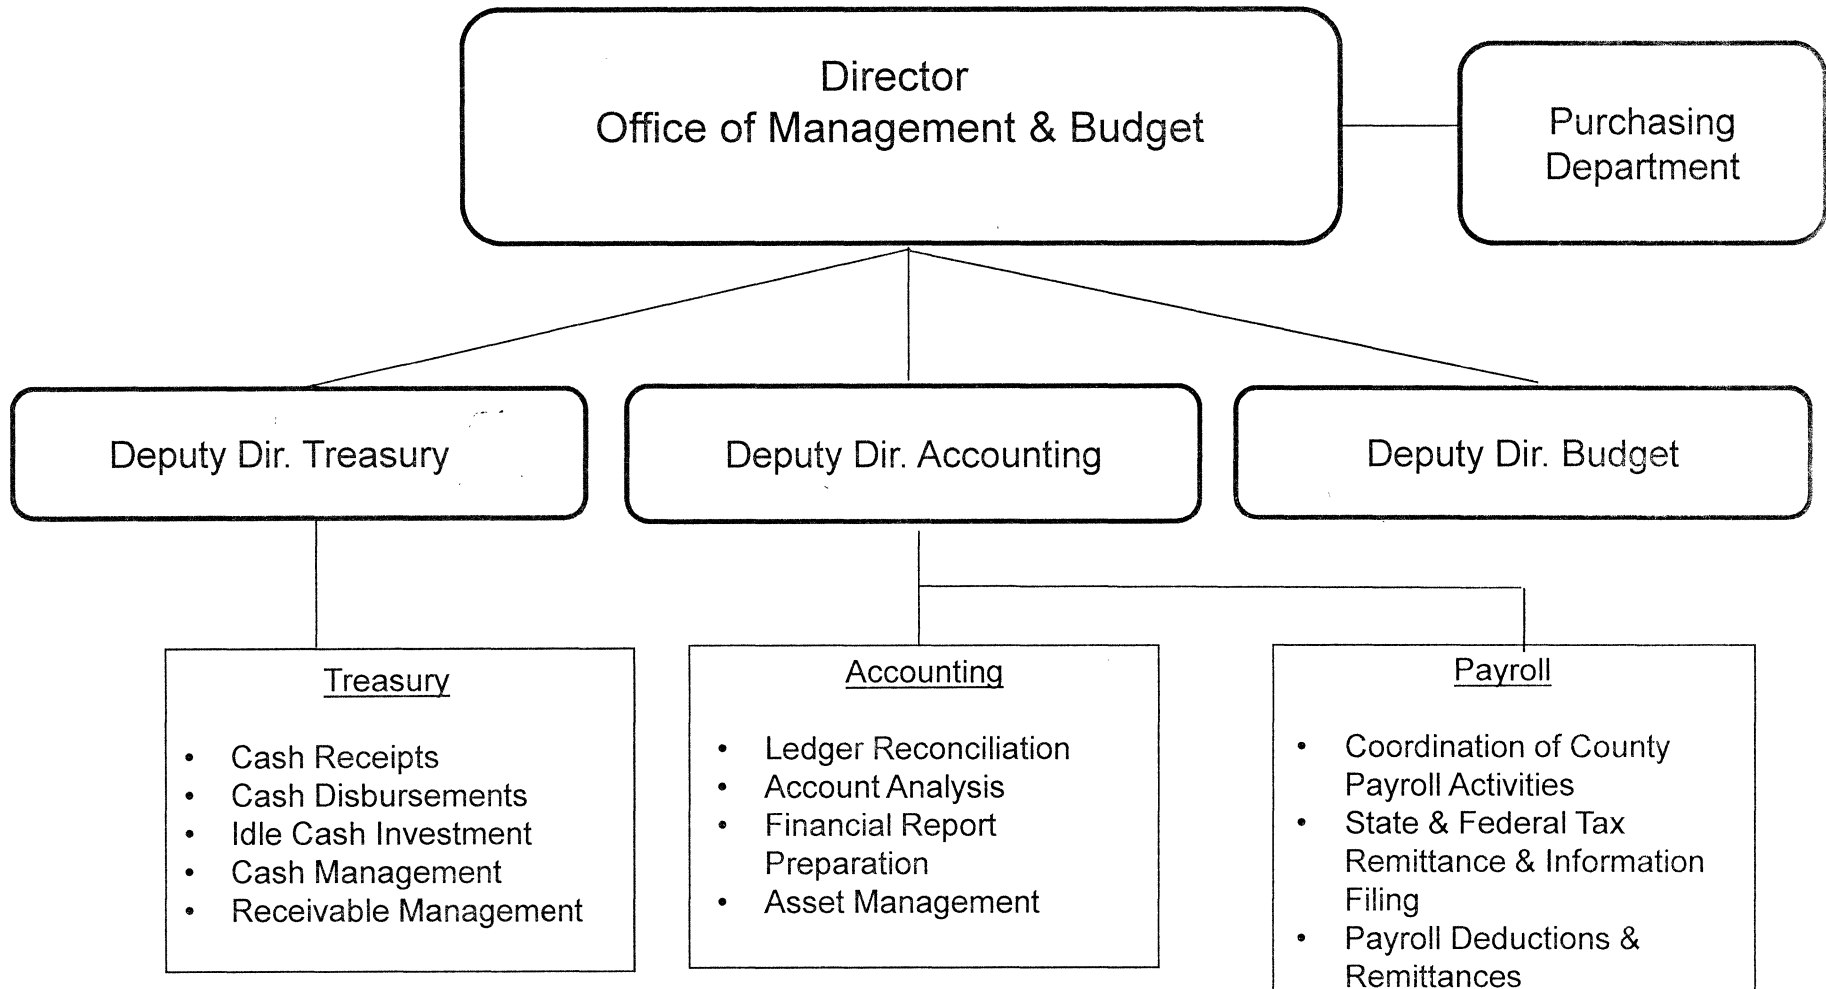 Director
Office of Management & Budget
Purchasing
Department
Deputy Dir. Treasury
Deputy Dir. Accounting
Deputy Dir. Budget
Treasury
• Cash Receipts
• Cash Disbursements
• Idle Cash Investment
• Cash Management
• Receivable Management
Accounting
• Ledger Reconciliation
• Account Analysis
• Financial Report
Preparation
• Asset Management
Payroll
• Coordination of County
Payroll Activities
• State & Federal Tax
Remittance & Information
Filing
• Payroll Deductions &
Remittances